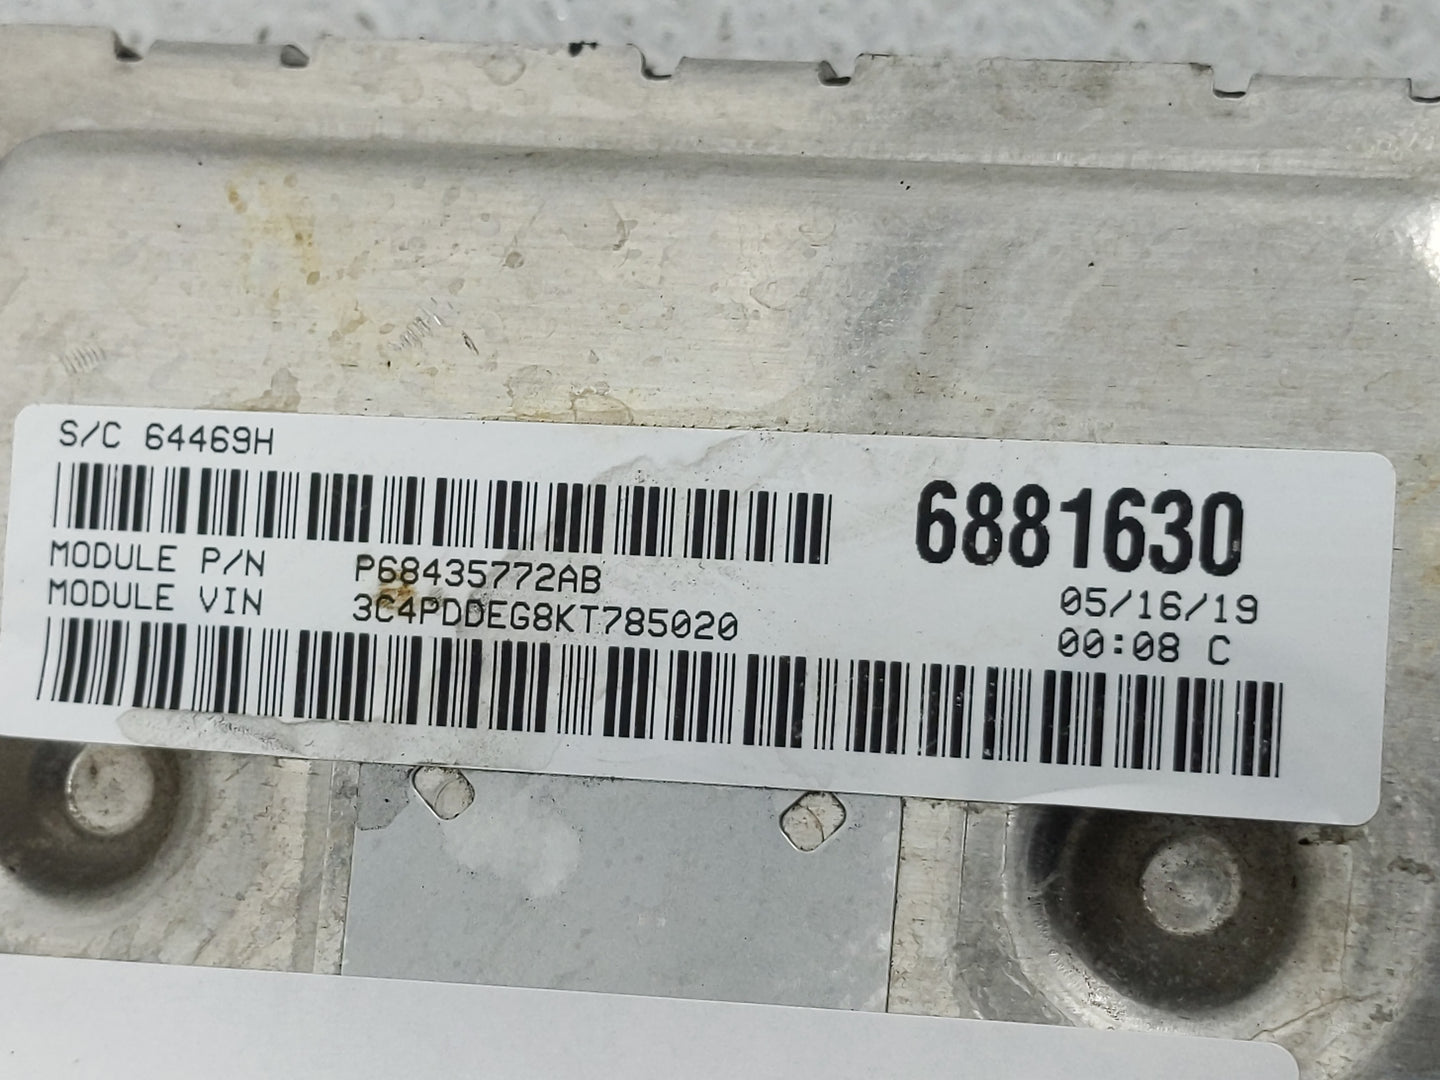 S/C 64469H
6881630
MODULE P/N P68435772AB
MODULE VIN 3C4PDDEG8KT785020
05/16/19
00:08 C